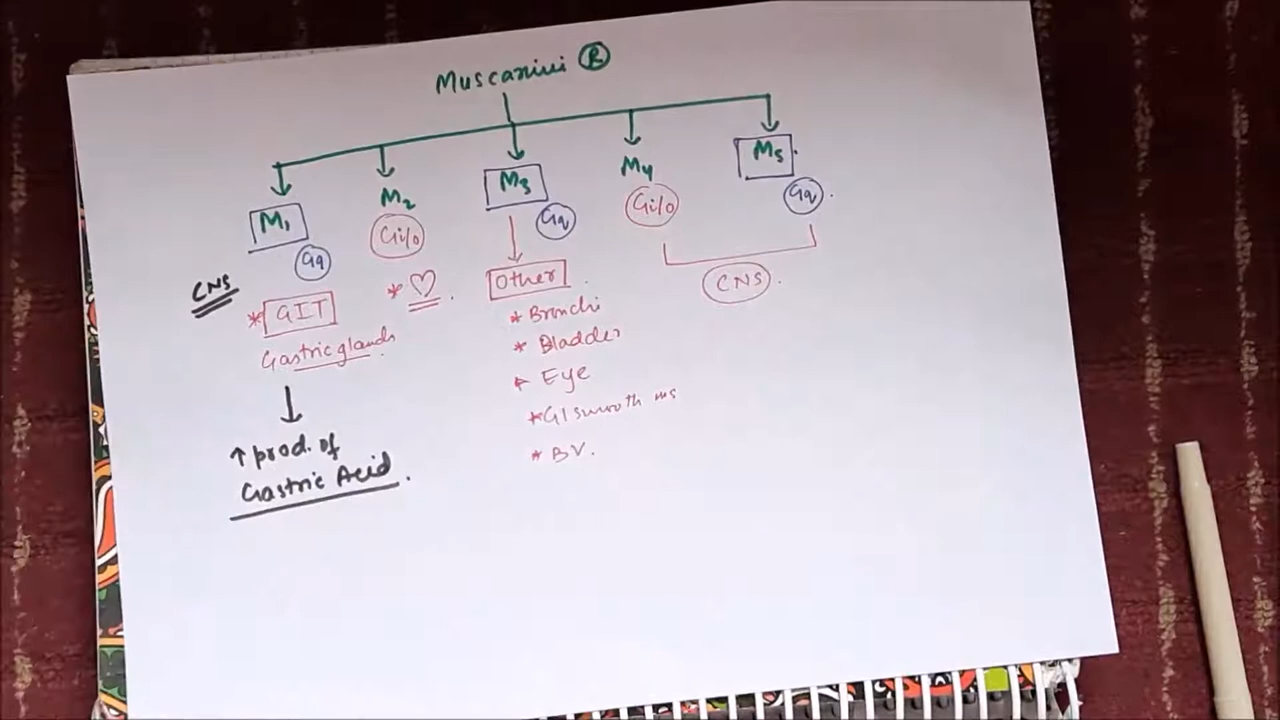 Muscarini R
M1 M2 M3 M4 M5
Gq Gi/o Gq Gi/o Gq
CNS
* GIT
Gastric glands
↑ prod. of
Gastric Acid.
* ♡
Other
* Bronchi
* Bladder
* Eye
* GI smooth ms
* BV.
CNS.